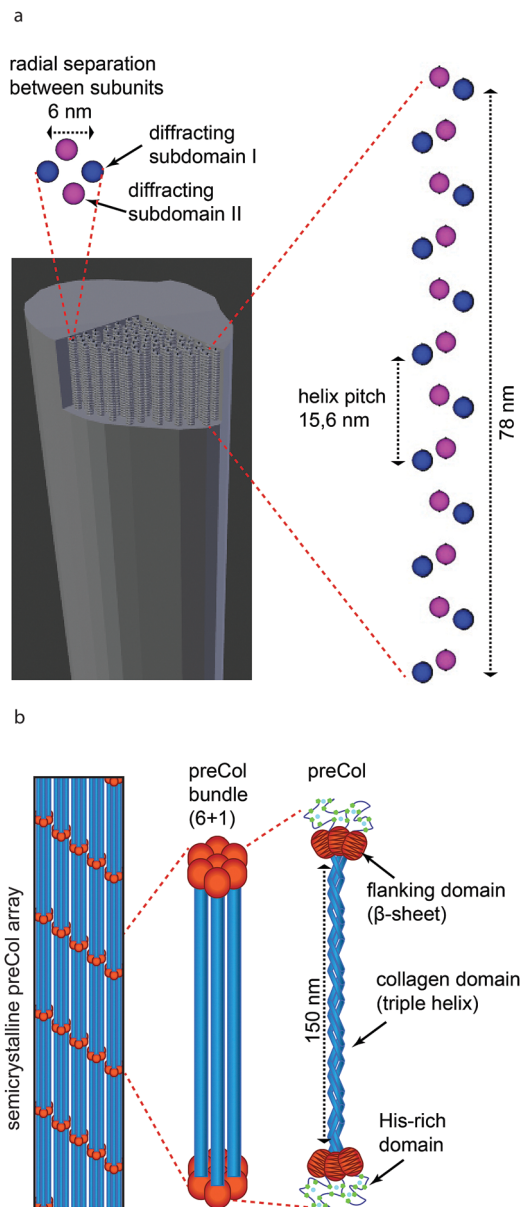 a
radial separation
between subunits
6 nm
diffracting
subdomain I
diffracting
subdomain II
helix pitch
15,6 nm
78 nm
b
preCol
bundle
(6+1)
preCol
semicrystalline preCol array
flanking domain
(β-sheet)
150 nm
collagen domain
(triple helix)
His-rich
domain